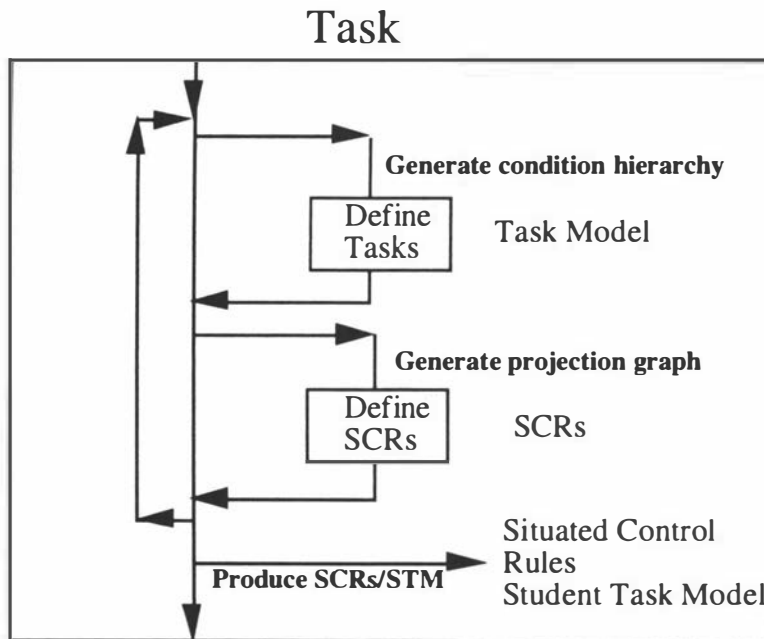 Task
Generate condition hierarchy
Define
Tasks
Task Model
Generate projection graph
Define
SCRs
SCRs
Situated Control
Rules
Student Task Model
Produce SCRs/STM